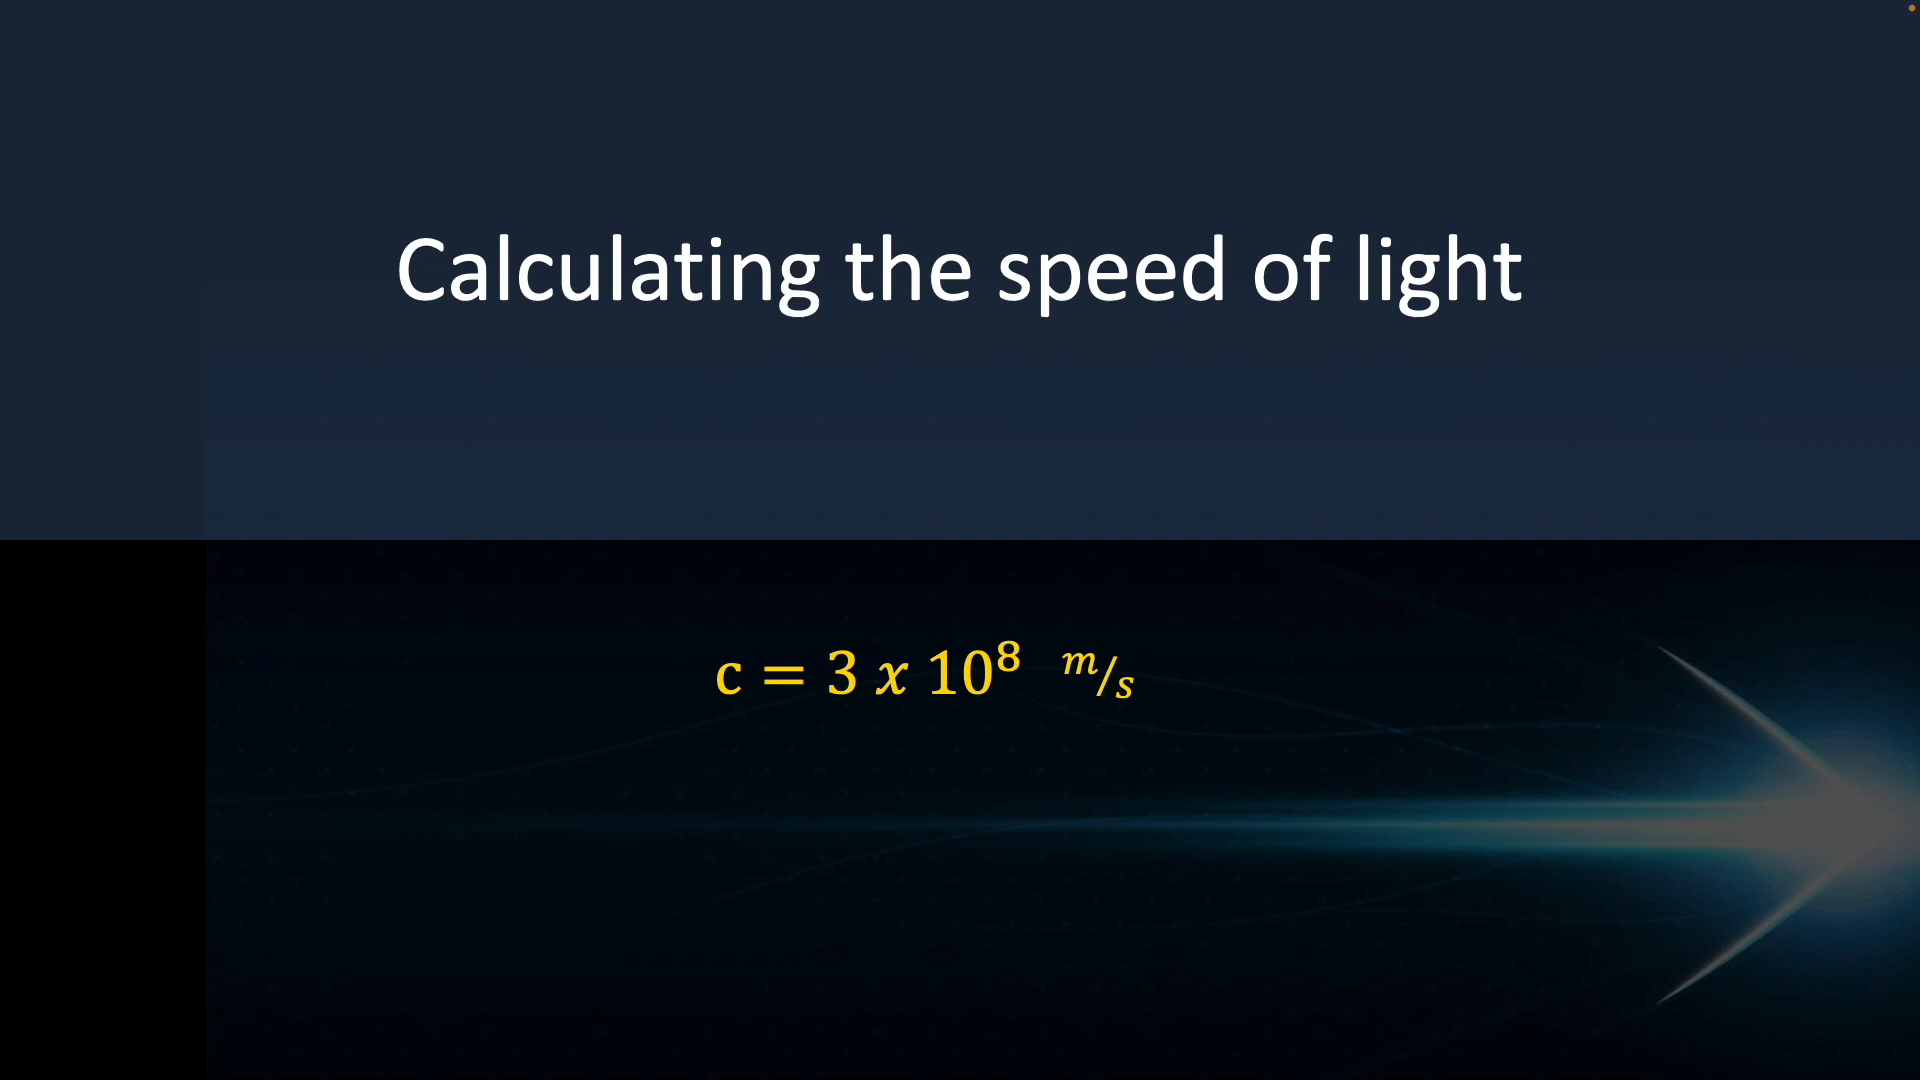 Calculating the speed of light
c = 3 x 10⁸ m/s